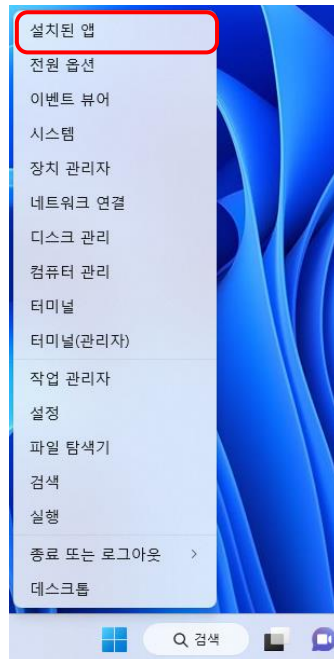 설치된 앱
전원 옵션
이벤트 뷰어
시스템
장치 관리자
네트워크 연결
디스크 관리
컴퓨터 관리
터미널
터미널(관리자)
작업 관리자
설정
파일 탐색기
검색
실행
종료 또는 로그아웃
데스크톱
검색